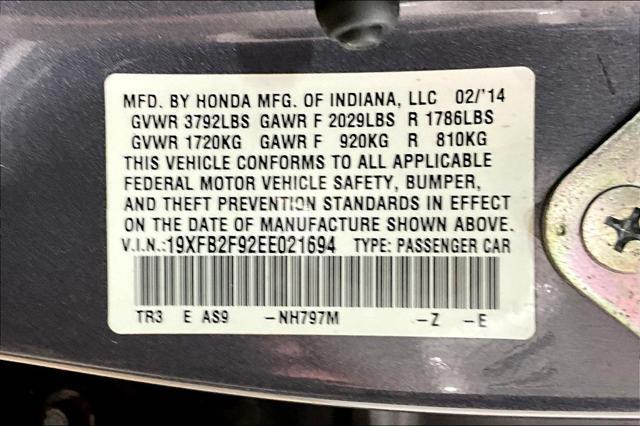 MFD. BY HONDA MFG. OF INDIANA, LLC 02/'14
GVWR 3792LBS GAWR F 2029LBS R 1786LBS
GVWR 1720KG GAWR F 920KG R 810KG
THIS VEHICLE CONFORMS TO ALL APPLICABLE
FEDERAL MOTOR VEHICLE SAFETY, BUMPER,
AND THEFT PREVENTION STANDARDS IN EFFECT
ON THE DATE OF MANUFACTURE SHOWN ABOVE.
V.I.N.:19XFB2F92EE021694 TYPE: PASSENGER CAR
TR3 E AS9 -NH797M -Z -E